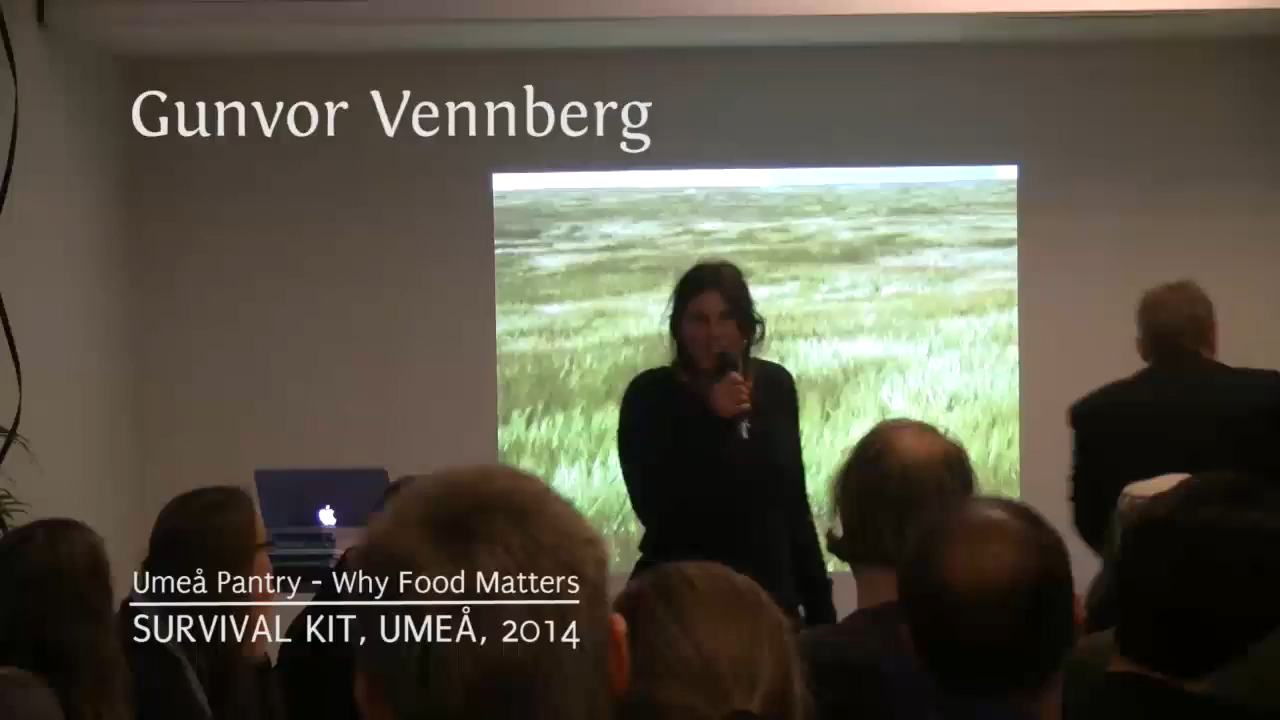 Gunvor Vennberg
Umeå Pantry - Why Food Matters
SURVIVAL KIT, UMEÅ, 2014